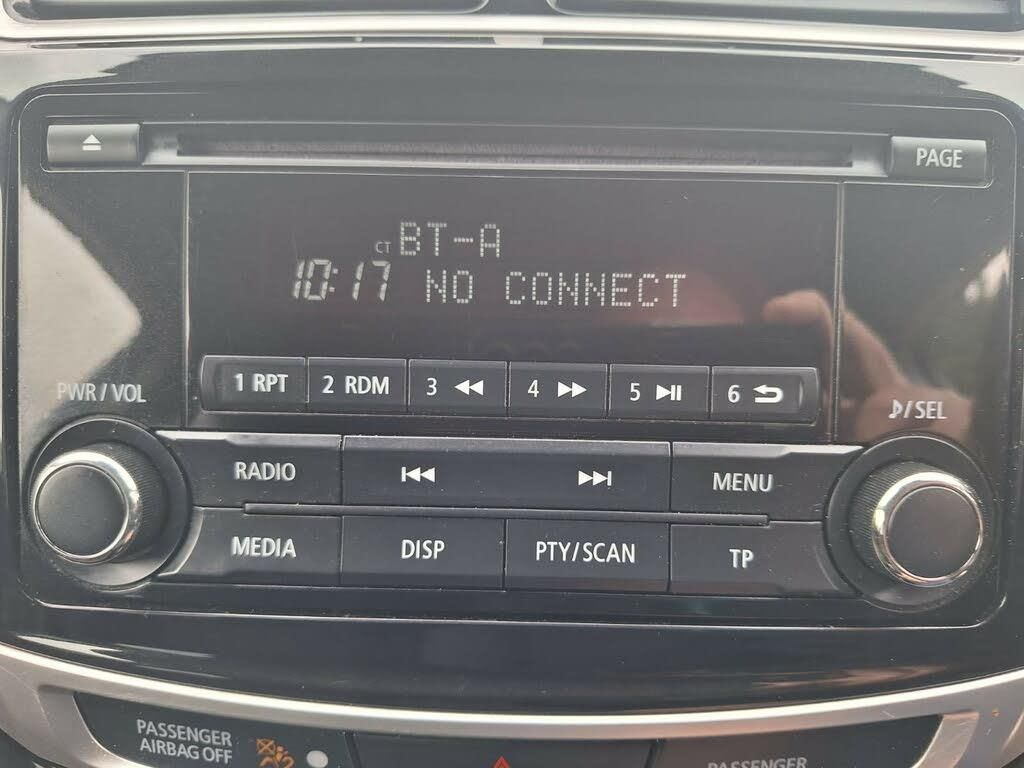 PAGE
CT BT-A
10:17 NO CONNECT
1 RPT 2 RDM 3 4 5 6
PWR/VOL
/SEL
RADIO MENU
MEDIA DISP PTY/SCAN TP
PASSENGER
AIRBAG OFF
PASSENGER